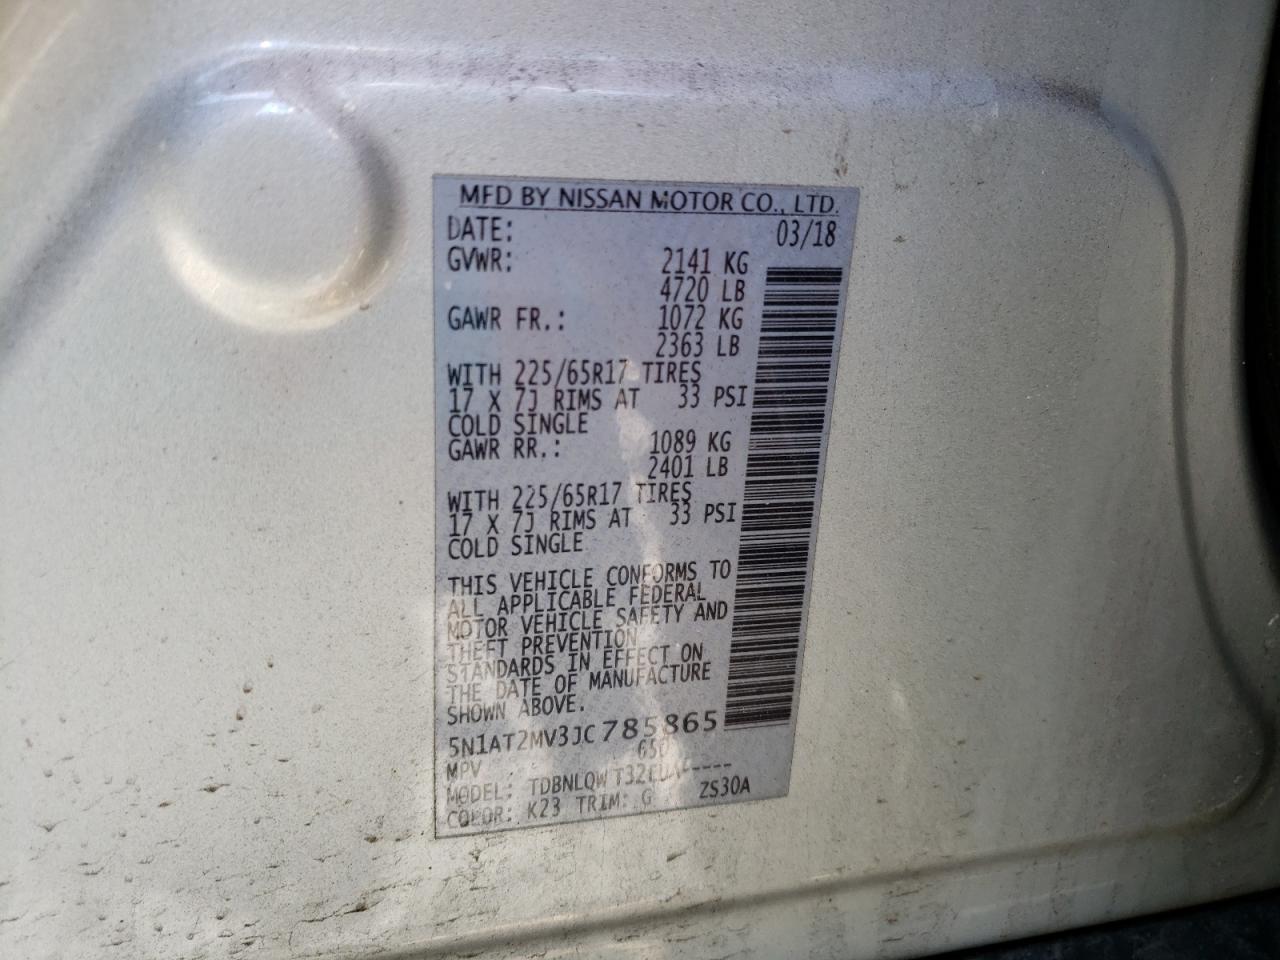 MFD BY NISSAN MOTOR CO., LTD.
DATE: 03/18
GVWR: 2141 KG
4720 LB
GAWR FR.: 1072 KG
2363 LB
WITH 225/65R17 TIRES
17 X 7J RIMS AT 33 PSI
COLD SINGLE
GAWR RR.: 1089 KG
2401 LB
WITH 225/65R17 TIRES
17 X 7J RIMS AT 33 PSI
COLD SINGLE
THIS VEHICLE CONFORMS TO
ALL APPLICABLE FEDERAL
MOTOR VEHICLE SAFETY AND
THEFT PREVENTION
STANDARDS IN EFFECT ON
THE DATE OF MANUFACTURE
SHOWN ABOVE.
5N1AT2MV3JC785865
MPV
MODEL: TDBNLQW
COLOR: K23 TRIM: G ZS30A